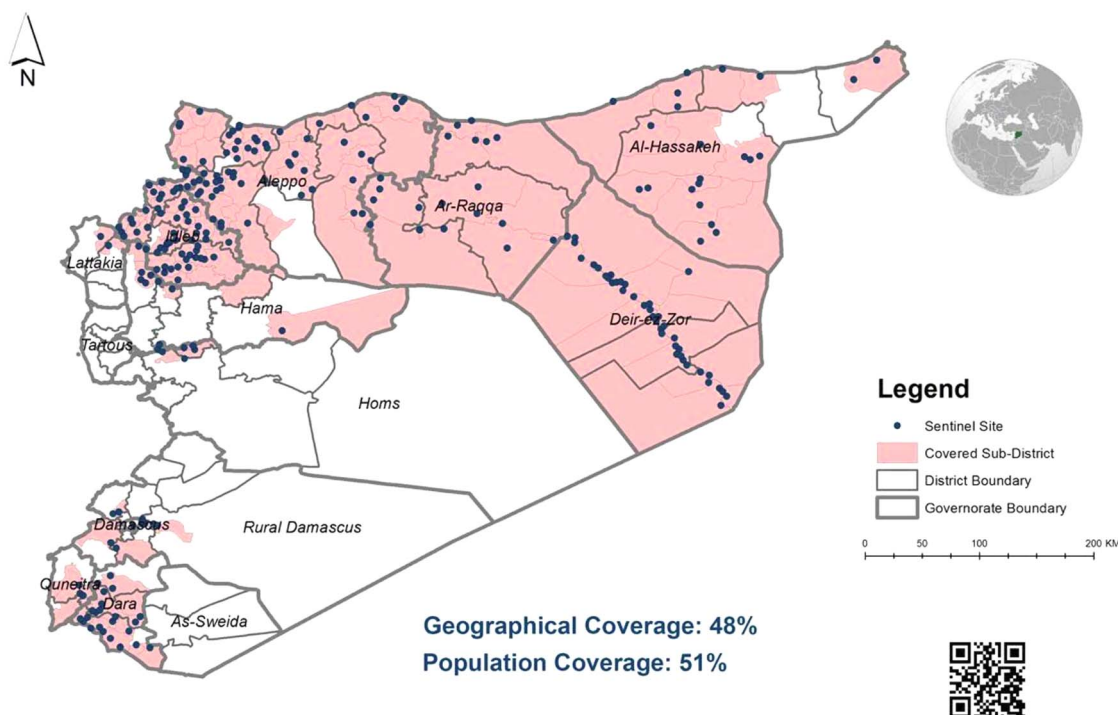 N
Al-Hassakeh
Aleppo
Ar-Raqqa
Idleb
Lattakia
Hama
Deir-ez-Zor
Tartous
Homs
Damascus
Rural Damascus
Quneitra
Dara
As-Sweida
Legend
Sentinel Site
Covered Sub-District
District Boundary
Governorate Boundary
0 50 100 200 KM
Geographical Coverage: 48%
Population Coverage: 51%